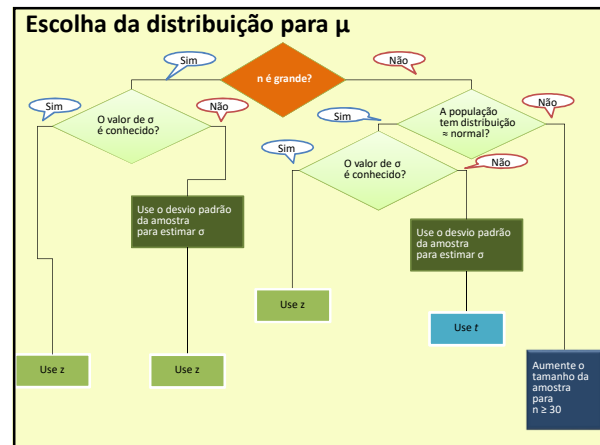 Escolha da distribuição para μ
Sim
n é grande?
Não
Sim
O valor de σ
é conhecido?
Não
Sim
A população
tem distribuição
≈ normal?
Não
Sim
O valor de σ
é conhecido?
Não
Use o desvio padrão
da amostra
para estimar σ
Use o desvio padrão
da amostra
para estimar σ
Use z
Use t
Use z
Use z
Aumente o
tamanho da
amostra
para
n ≥ 30